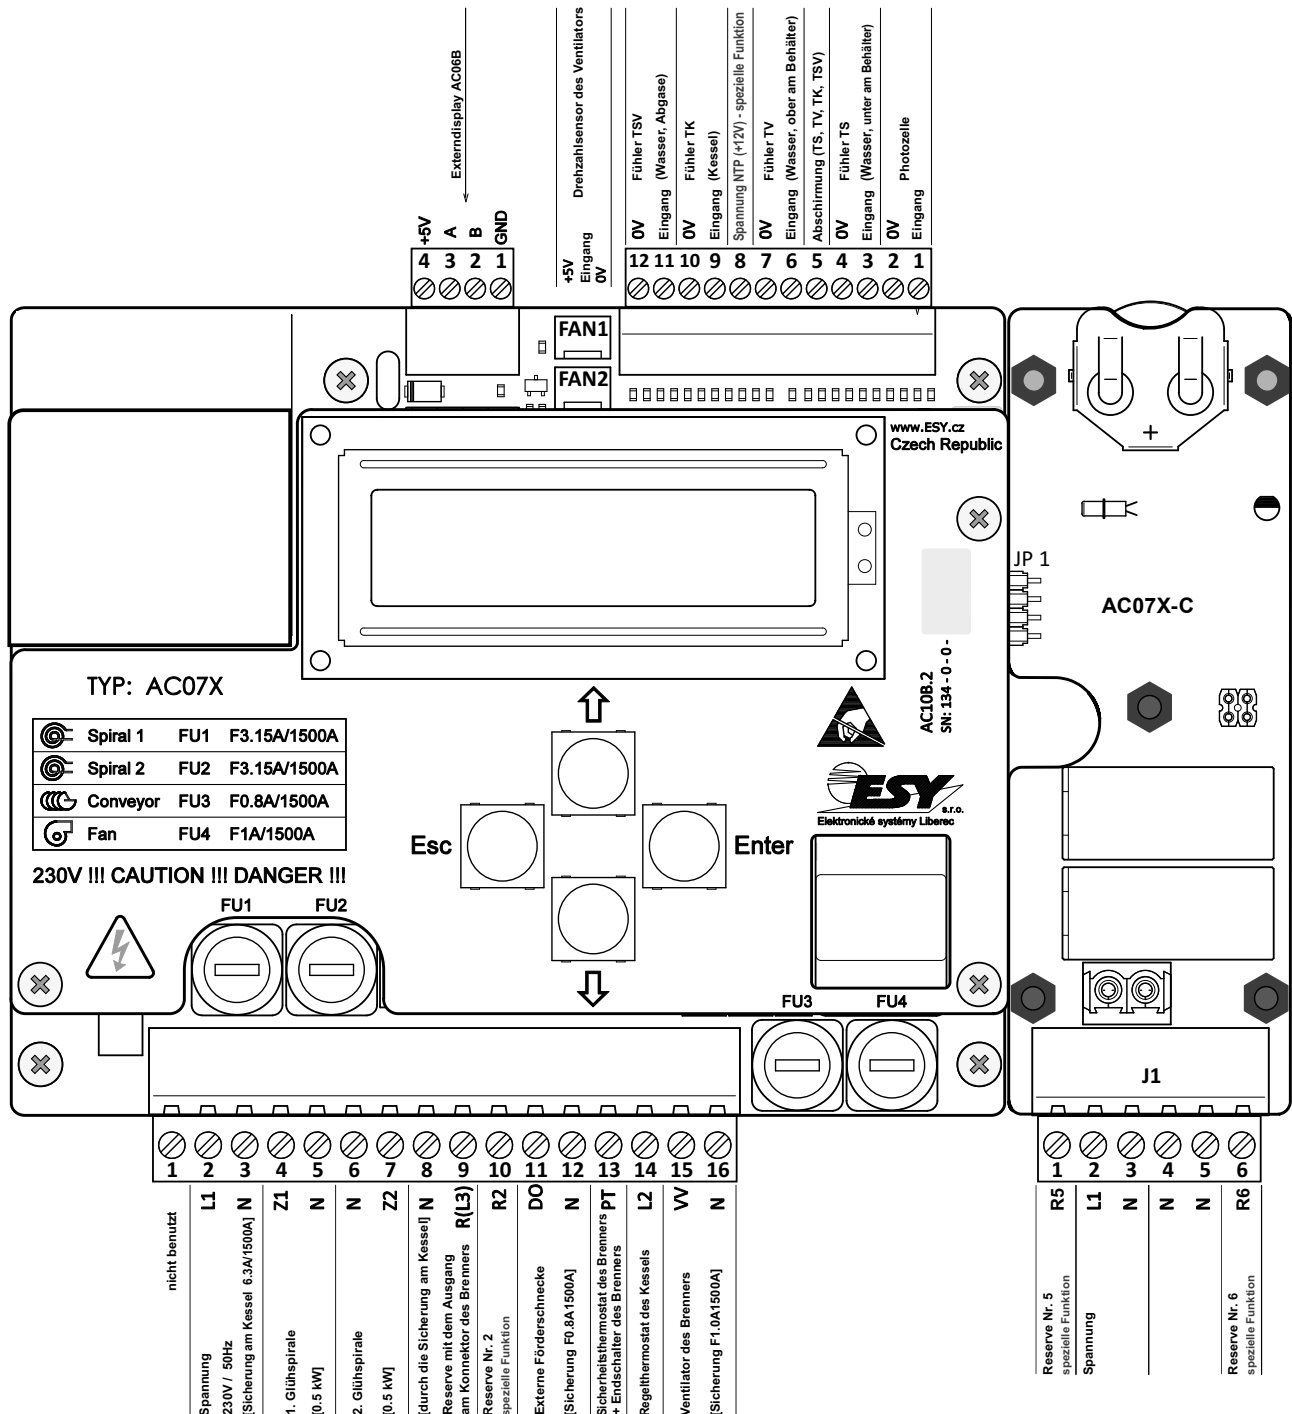 Externdisplay AC06B
+5V
A
B
GND
4 3 2 1
Drehzahlsensor des Ventilators
+5V
Eingang
0V
0V Fühler TSV
Eingang (Wasser, Abgase)
0V Fühler TK
Eingang (Kessel)
Spannung NTP (+12V) - spezielle Funktion
0V Fühler TV
Eingang (Wasser, ober am Behälter)
Abschirmung (TS, TV, TK, TSV)
0V Fühler TS
Eingang (Wasser, unter am Behälter)
0V Photozelle
Eingang
12 11 10 9 8 7 6 5 4 3 2 1
FAN1
FAN2
www.ESY.cz
Czech Republic
+
JP 1
AC07X-C
AC10B.2
SN: 134 - 0 - 0 -
TYP: AC07X
Spiral 1 FU1 F3.15A/1500A
Spiral 2 FU2 F3.15A/1500A
Conveyor FU3 F0.8A/1500A
Fan FU4 F1A/1500A
230V !!! CAUTION !!! DANGER !!!
ESY
s.r.o.
Elektronické systémy Liberec
Esc
Enter
FU1
FU2
FU3
FU4
J1
1 2 3 4 5 6 7 8 9 10 11 12 13 14 15 16
L1
N
Z1
N
N
Z2
N
R(L3)
R2
DO
N
PT
L2
VV
N
nicht benutzt
Spannung
230V / 50Hz
[Sicherung am Kessel 6.3A/1500A]
1. Glühspirale
[0.5 kW]
2. Glühspirale
[0.5 kW]
[durch die Sicherung am Kessel]
Reserve mit dem Ausgang
am Konnektor des Brenners
Reserve Nr. 2
spezielle Funktion
Externe Förderschnecke
[Sicherung F0.8A1500A]
Sicherheitsthermostat des Brenners
+ Endschalter des Brenners
Regelthermostat des Kessels
Ventilator des Brenners
[Sicherung F1.0A1500A]
1 2 3 4 5 6
R5
L1
N
N
N
R6
Reserve Nr. 5
spezielle Funktion
Spannung
Reserve Nr. 6
spezielle Funktion